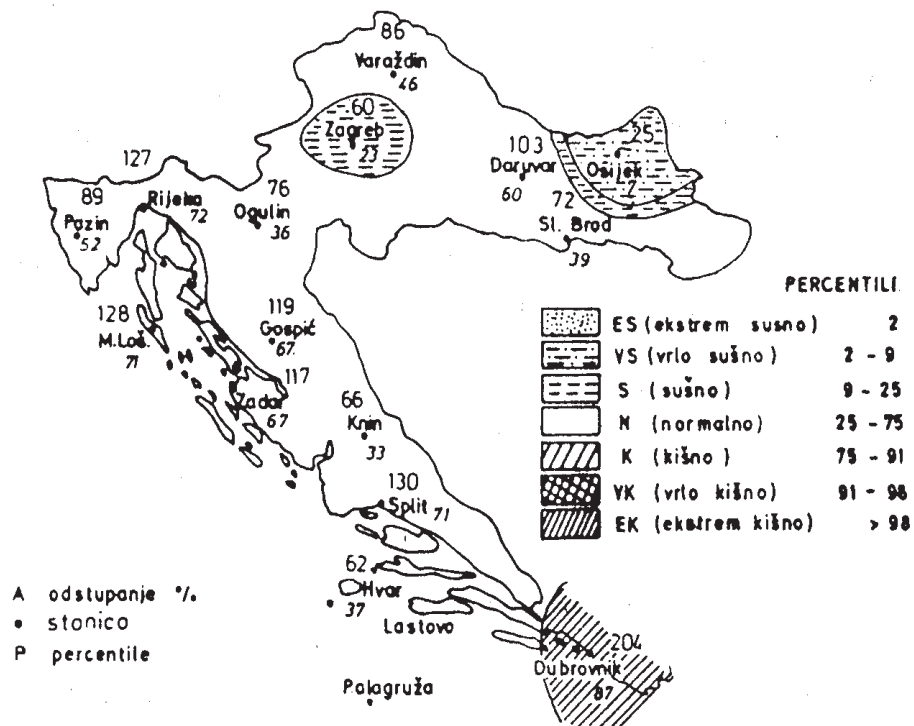 86
Varaždin
46
60
Zagreb
23
103
Daruvar
60
25
Osijek
7
72
Sl. Brod
39
127
89
Pazin
52
Rijeka
72
76
Ogulin
36
128
M.Loš.
71
119
Gospić
67
117
Zadar
67
66
Knin
33
130
Split 71
62
Hvar
37
Lastovo
204
Dubrovnik
87
Palagruža
PERCENTILI
ES (ekstrem susno) 2
VS (vrlo sušno) 2 - 9
S (sušno) 9 - 25
N (normalno) 25 - 75
K (kišno) 75 - 91
VK (vrlo kišno) 91 - 98
EK (ekstrem kišno) > 98
A odstupanje %
• stanica
P percentile